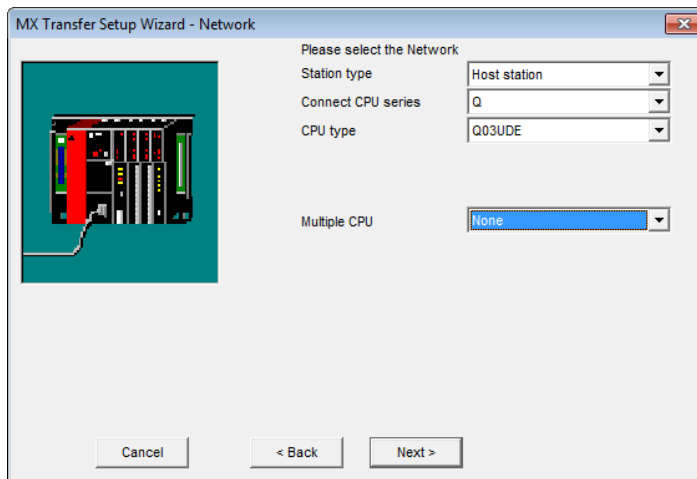 MX Transfer Setup Wizard - Network
Please select the Network
Station type Host station
Connect CPU series Q
CPU type Q03UDE
Multiple CPU None
Cancel < Back Next >